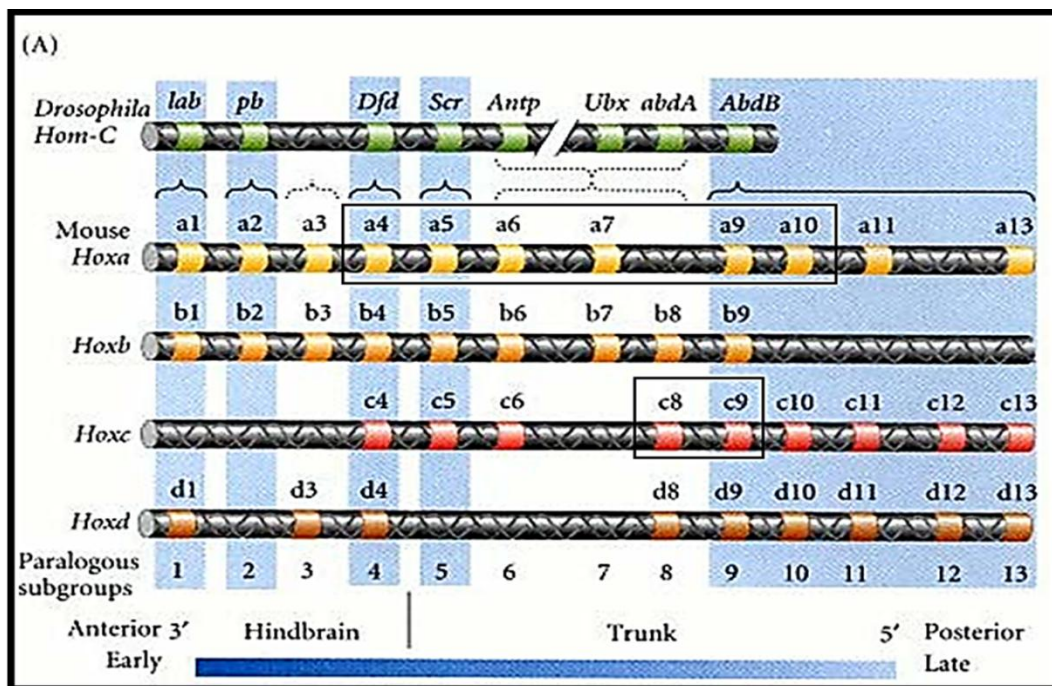 (A)
Drosophila Hom-C
lab pb Dfd Scr Antp Ubx abdA AbdB
Mouse Hoxa
a1 a2 a3 a4 a5 a6 a7 a9 a10 a11 a13
Hoxb
b1 b2 b3 b4 b5 b6 b7 b8 b9
Hoxc
c4 c5 c6 c8 c9 c10 c11 c12 c13
Hoxd
d1 d3 d4 d8 d9 d10 d11 d12 d13
Paralogous subgroups
1 2 3 4 5 6 7 8 9 10 11 12 13
Anterior 3′ Hindbrain Trunk 5′ Posterior
Early Late